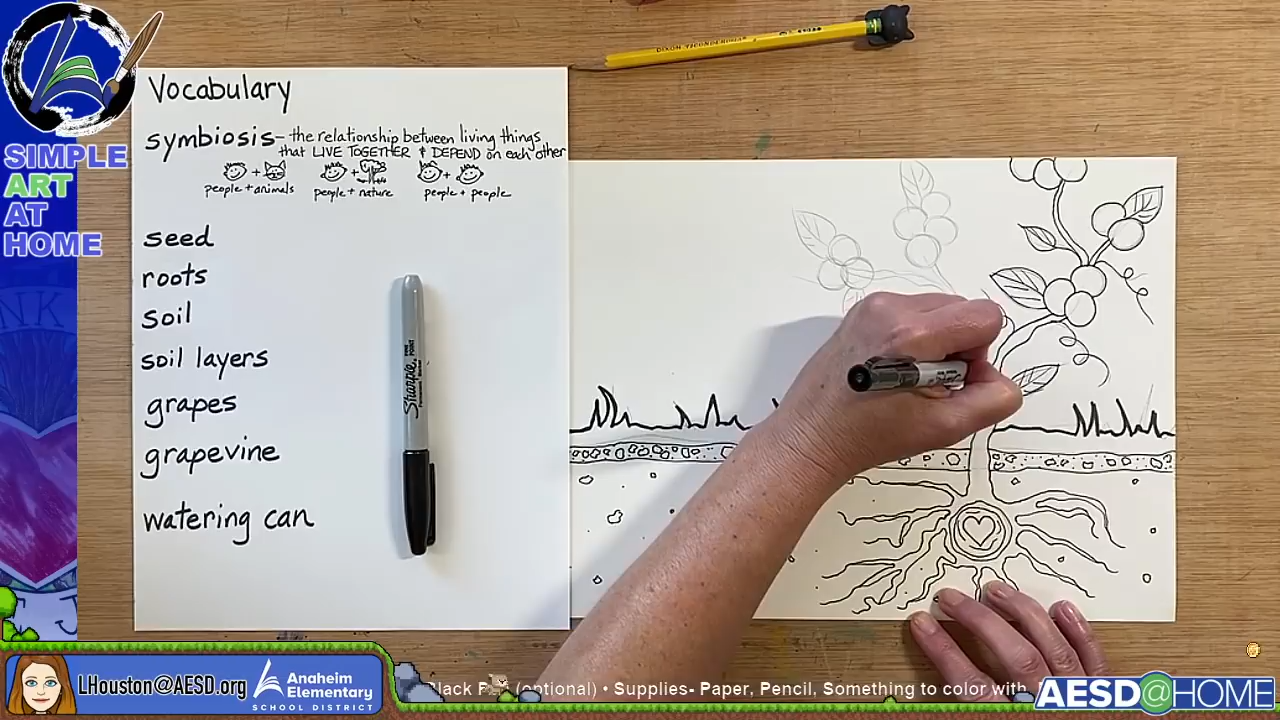 Vocabulary
symbiosis - the relationship between living things
that LIVE TOGETHER & DEPEND on each other
people + animals
people + nature
people + people
seed
roots
soil
soil layers
grapes
grapevine
watering can
DIXON TICONDEROGA
Sharpie
SIMPLE
ART
AT
HOME
LHouston@AESD.org
Anaheim
Elementary
SCHOOL DISTRICT
(optional) • Supplies- Paper, Pencil, Something to color with
AESD@HOME